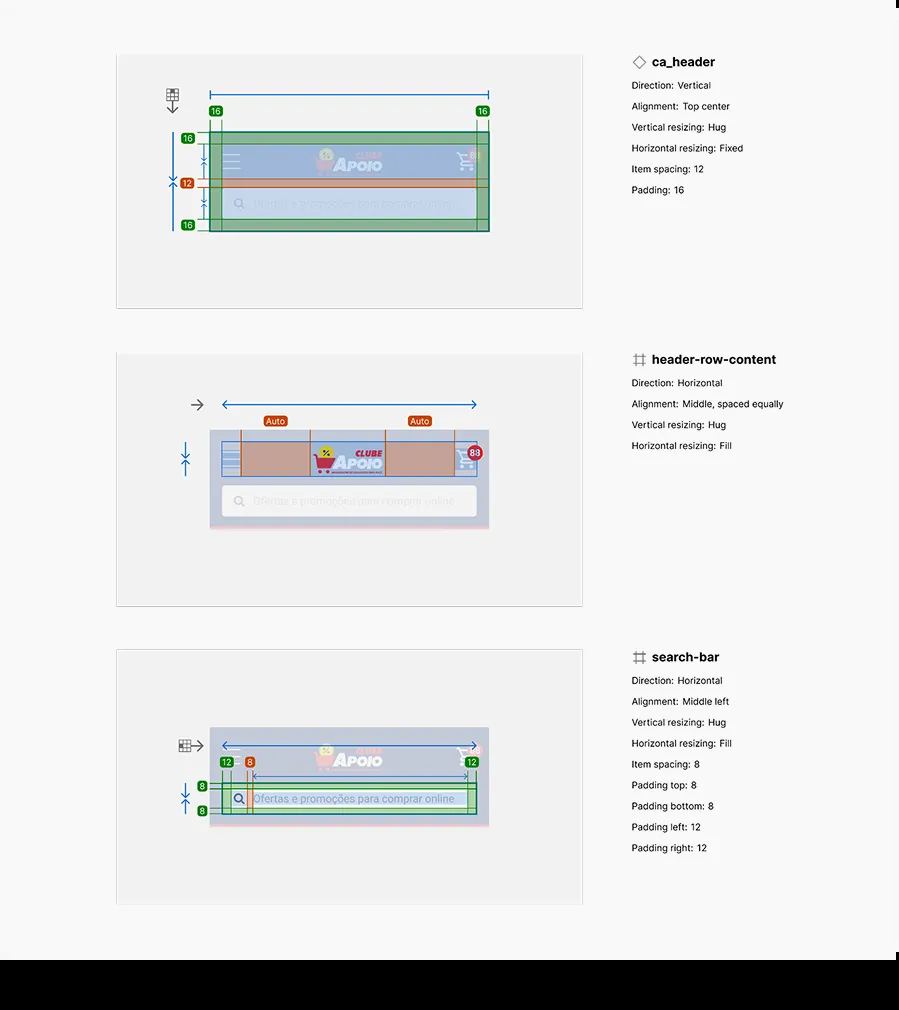 ca_header
Direction: Vertical
Alignment: Top center
Vertical resizing: Hug
Horizontal resizing: Fixed
Item spacing: 12
Padding: 16
16 16
16
CLUBE
APOIO
88
12
Ofertas e promoções para comprar online
16
header-row-content
Direction: Horizontal
Alignment: Middle, spaced equally
Vertical resizing: Hug
Horizontal resizing: Fill
Auto Auto
%
CLUBE
APOIO
88
Ofertas e promoções para comprar online
search-bar
Direction: Horizontal
Alignment: Middle left
Vertical resizing: Hug
Horizontal resizing: Fill
Item spacing: 8
Padding top: 8
Padding bottom: 8
Padding left: 12
Padding right: 12
%
CLUBE
APOIO
88
12 8 12
8
Ofertas e promoções para comprar online
8